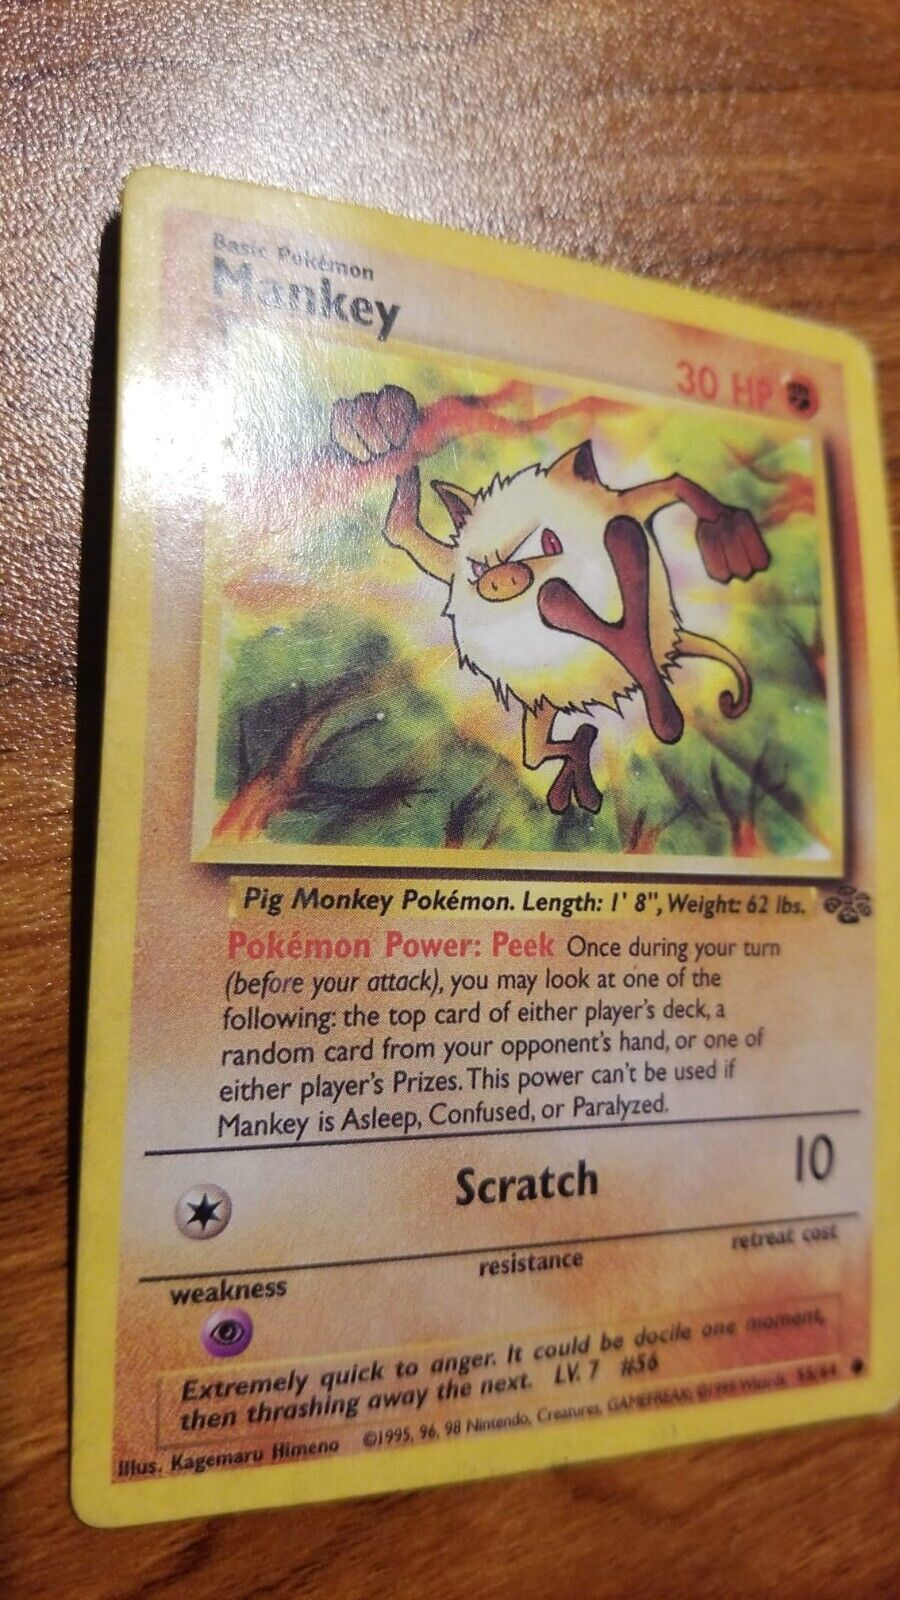 Basic Pokémon
Mankey
30 HP
Pig Monkey Pokémon. Length: 1' 8", Weight: 62 lbs.
Pokémon Power: Peek Once during your turn
(before your attack), you may look at one of the
following: the top card of either player's deck, a
random card from your opponent's hand, or one of
either player's Prizes. This power can't be used if
Mankey is Asleep, Confused, or Paralyzed.
Scratch 10
weakness resistance retreat cost
Extremely quick to anger. It could be docile one moment,
then thrashing away the next. LV. 7 #56
Illus. Kagemaru Himeno ©1995, 96, 98 Nintendo, Creatures, GAMEFREAK. ©1999 Wizards. 55/64